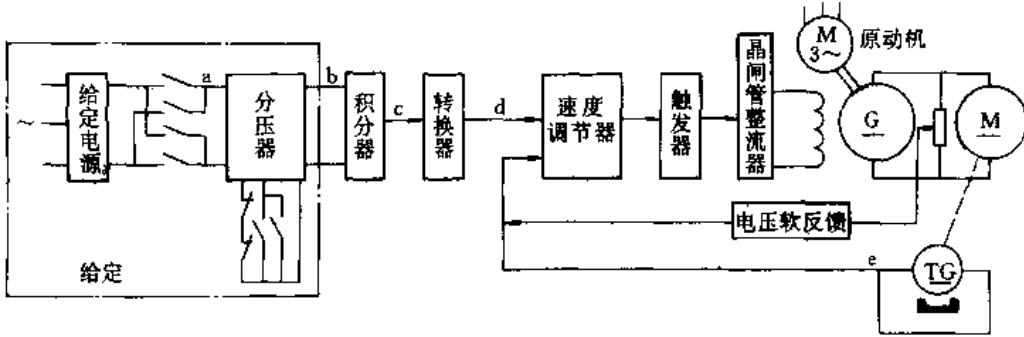 ~
给定电源
a
分压器
b
积分器
c
转换器
d
速度
调节器
触发器
晶闸管整流器
M
3~
原动机
G
M
电压软反馈
e
TG
给定